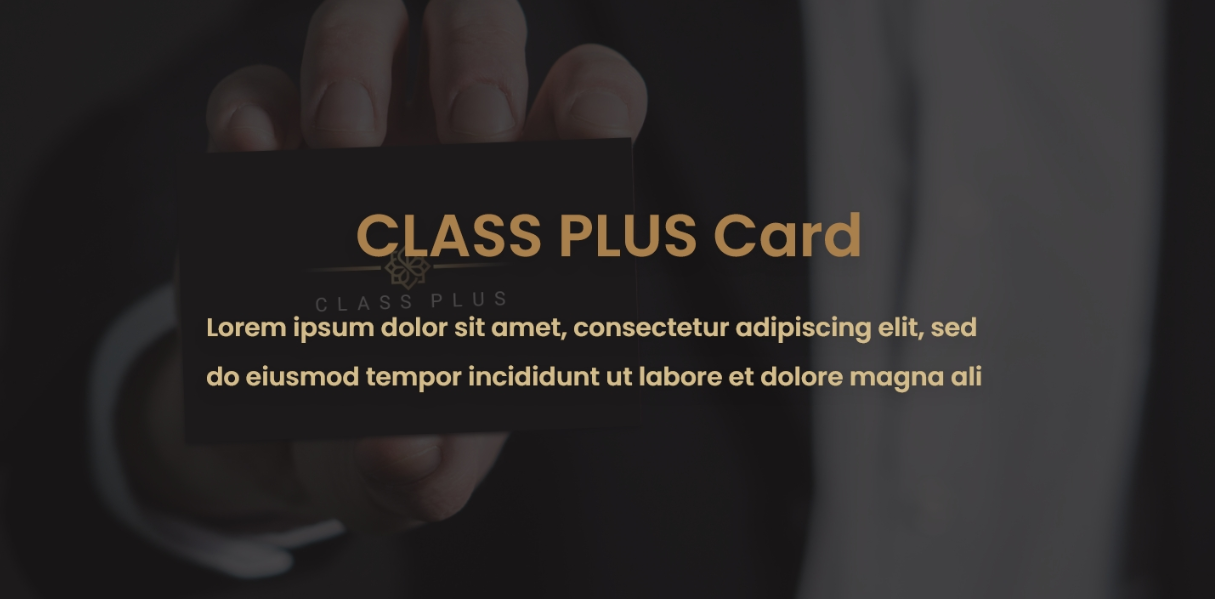 CLASS PLUS Card
CLASS PLUS
Lorem ipsum dolor sit amet, consectetur adipiscing elit, sed
do eiusmod tempor incididunt ut labore et dolore magna ali